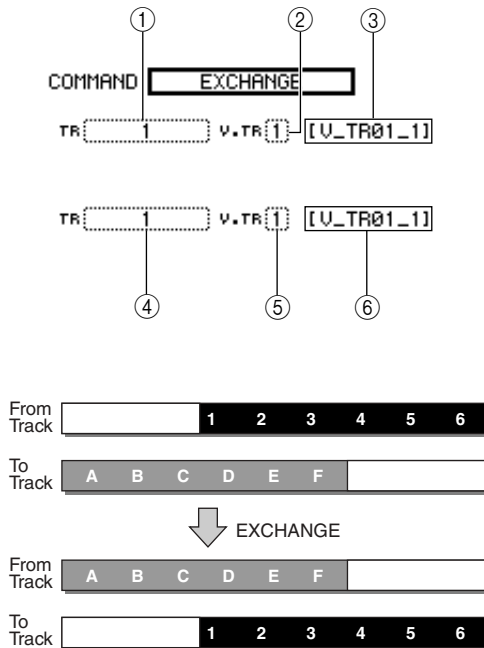 ① ② ③
COMMAND EXCHANGE
TR 1 V.TR 1 [V_TR01_1]
TR 1 V.TR 1 [V_TR01_1]
④ ⑤ ⑥
From
Track
1 2 3 4 5 6
To
Track
A B C D E F
EXCHANGE
From
Track
A B C D E F
To
Track
1 2 3 4 5 6